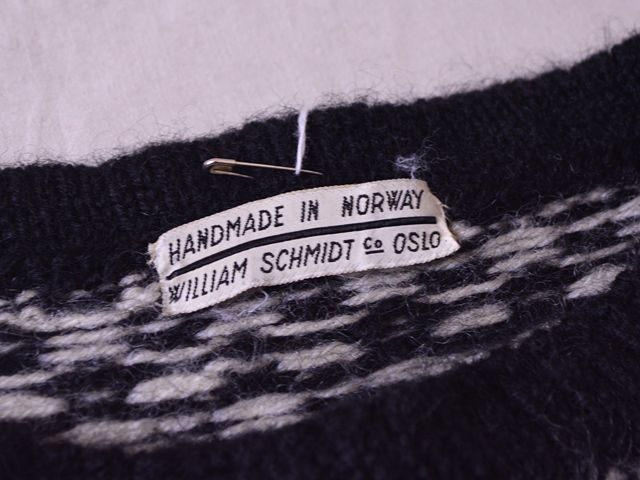 HANDMADE IN NORWAY
WILLIAM SCHMIDT Co OSLO